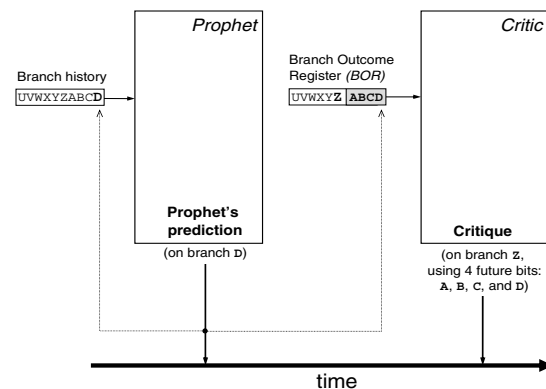 Prophet
Critic
Branch history
UVWXYZABCD
Branch Outcome
Register (BOR)
UVWXYZ ABCD
Prophet's
prediction
(on branch D)
Critique
(on branch Z,
using 4 future bits:
A, B, C, and D)
time